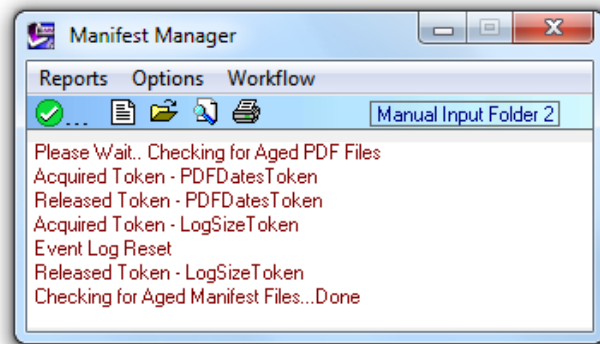 Manifest Manager
Reports Options Workflow
... Manual Input Folder 2
Please Wait.. Checking for Aged PDF Files
Acquired Token - PDFDatesToken
Released Token - PDFDatesToken
Acquired Token - LogSizeToken
Event Log Reset
Released Token - LogSizeToken
Checking for Aged Manifest Files...Done